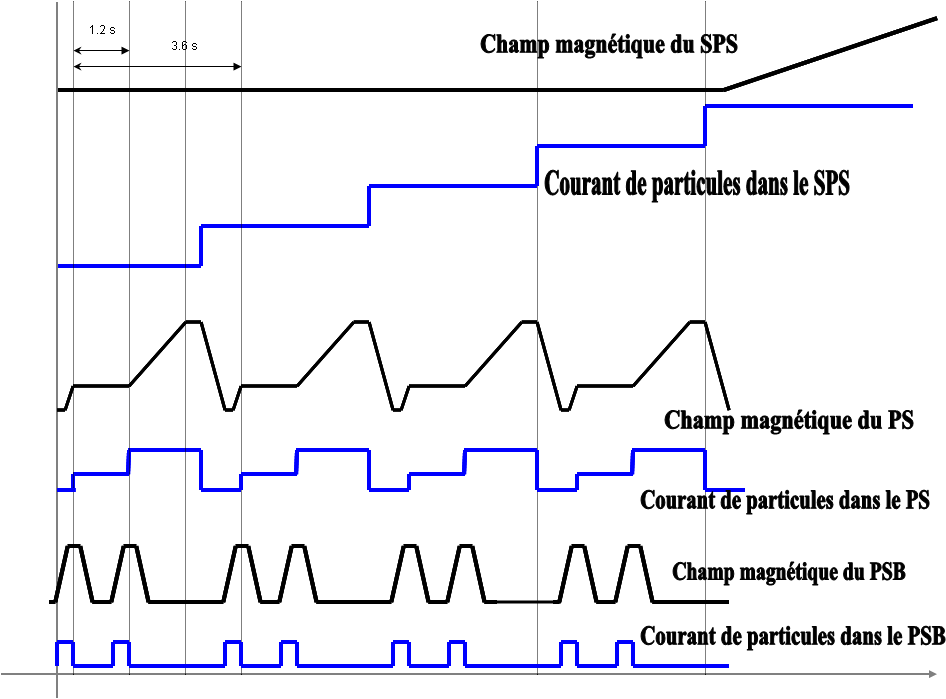 1.2 s
3.6 s
Champ magnétique du SPS
Courant de particules dans le SPS
Champ magnétique du PS
Courant de particules dans le PS
Champ magnétique du PSB
Courant de particules dans le PSB